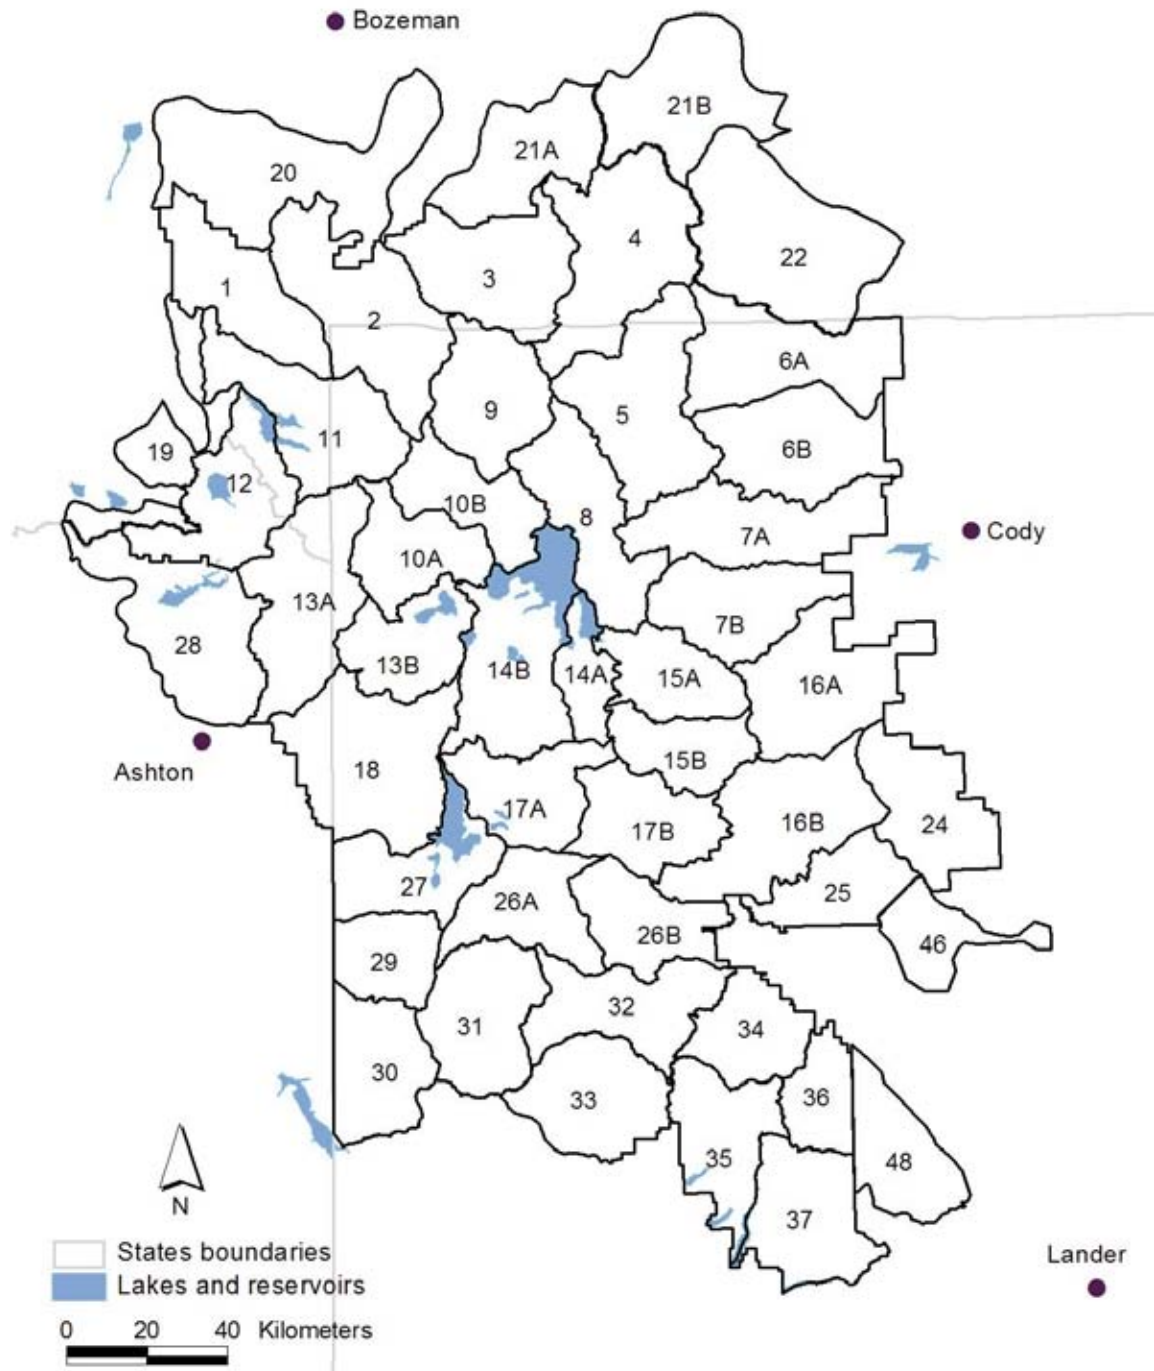 Bozeman
21B
21A
20
4
22
3
1
2
6A
9
5
11
6B
19
12
10B
8
7A
Cody
10A
13A
7B
28
13B
14B
14A
15A
16A
Ashton
18
15B
17A
17B
16B
24
27
26A
25
26B
46
29
32
31
34
30
33
36
35
48
37
N
States boundaries
Lakes and reservoirs
Lander
0 20 40 Kilometers